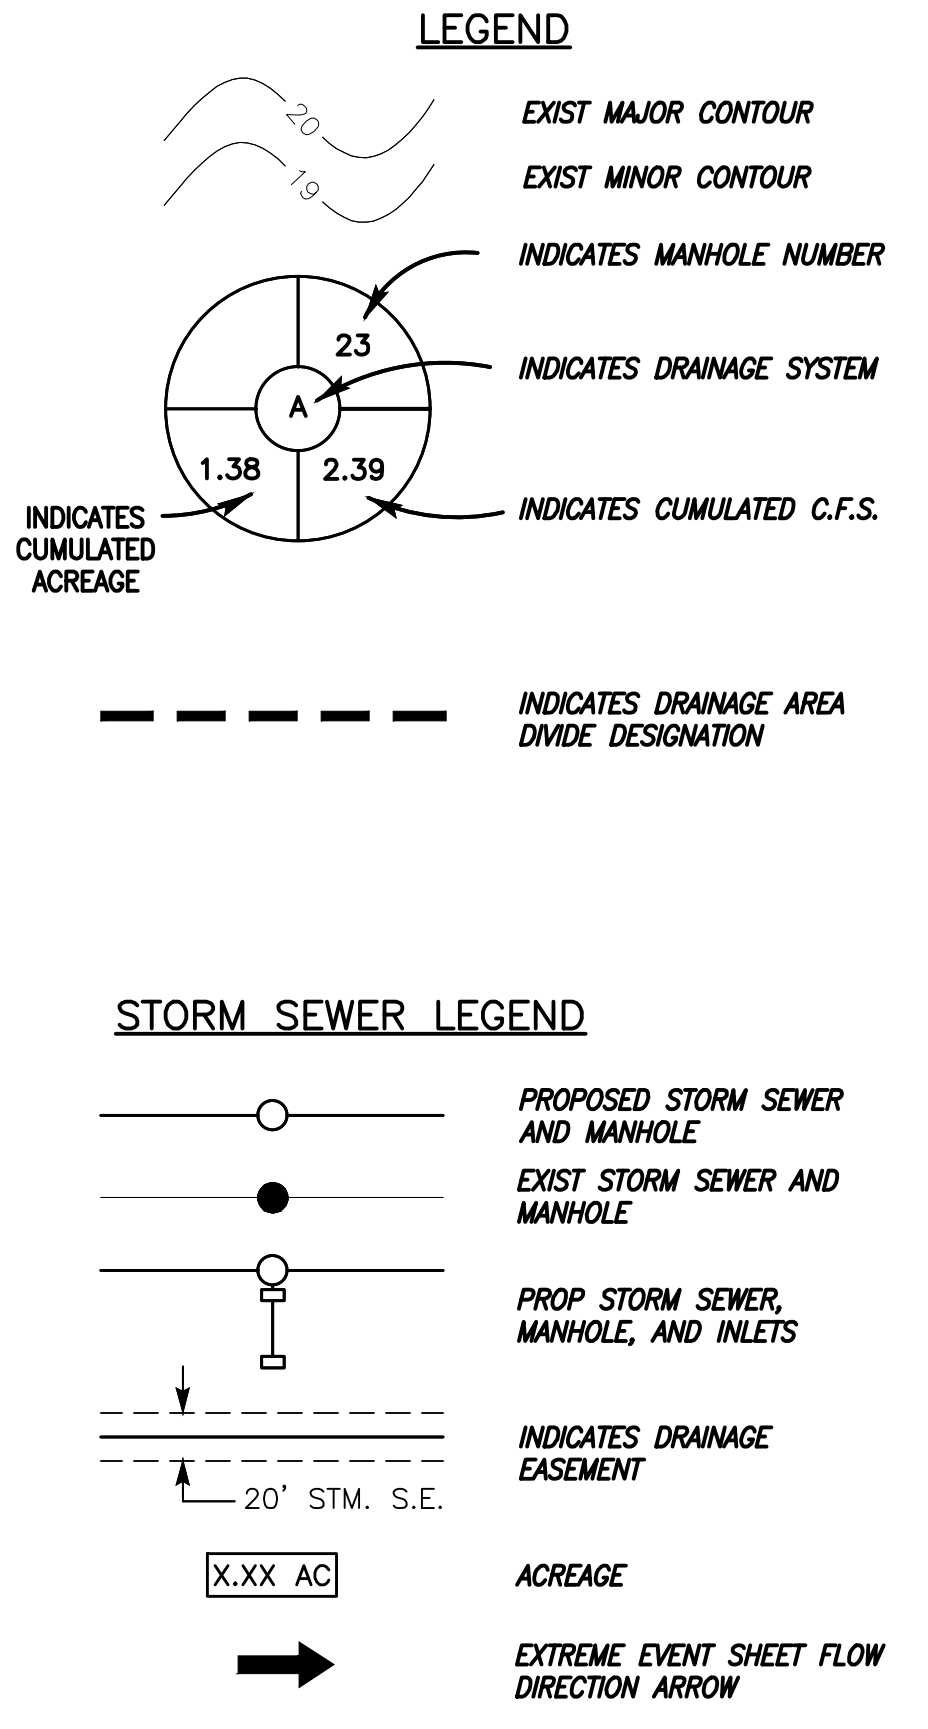 LEGEND
20
EXIST MAJOR CONTOUR
19
EXIST MINOR CONTOUR
INDICATES MANHOLE NUMBER
23
INDICATES DRAINAGE SYSTEM
A
1.38
2.39
INDICATES CUMULATED C.F.S.
INDICATES
CUMULATED
ACREAGE
INDICATES DRAINAGE AREA
DIVIDE DESIGNATION
STORM SEWER LEGEND
PROPOSED STORM SEWER
AND MANHOLE
EXIST STORM SEWER AND
MANHOLE
PROP STORM SEWER,
MANHOLE, AND INLETS
INDICATES DRAINAGE
EASEMENT
20' STM. S.E.
X.XX AC
ACREAGE
EXTREME EVENT SHEET FLOW
DIRECTION ARROW